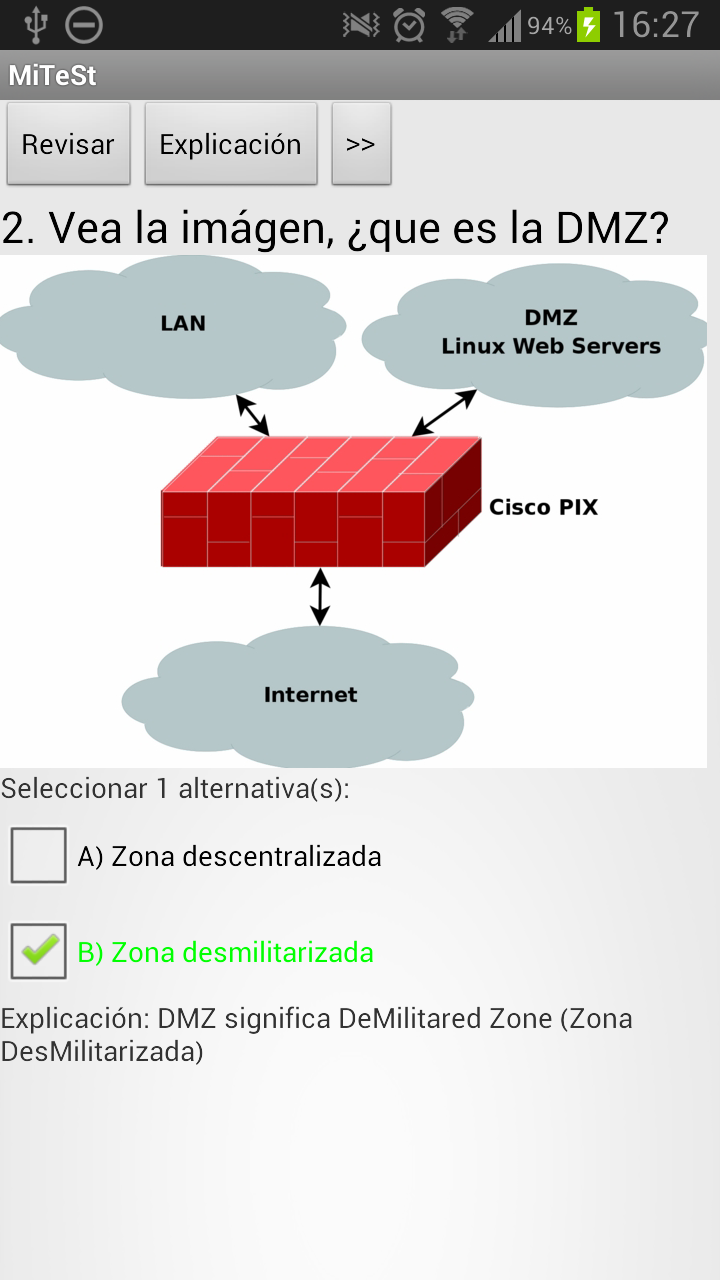 94% 16:27
MiTeSt
Revisar Explicación >>
2. Vea la imágen, ¿que es la DMZ?
LAN
DMZ
Linux Web Servers
Cisco PIX
Internet
Seleccionar 1 alternativa(s):
A) Zona descentralizada
B) Zona desmilitarizada
Explicación: DMZ significa DeMilitared Zone (Zona
DesMilitarizada)